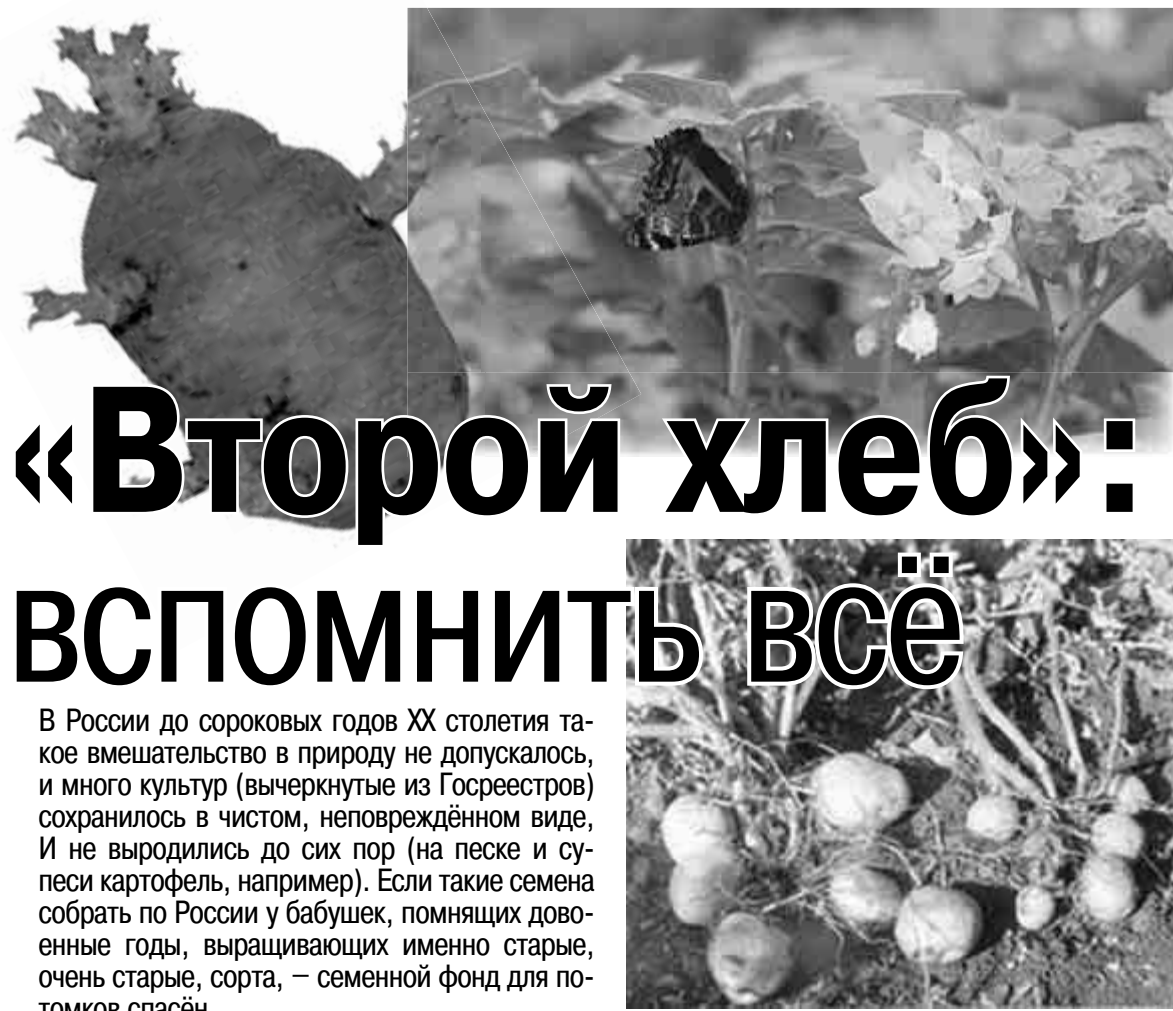 «Второй хлеб»:
ВСПОМНИТЬ ВСЁ
В России до сороковых годов XX столетия та-
кое вмешательство в природу не допускалось,
и много культур (вычеркнутые из Госреестров)
сохранилось в чистом, неповреждённом виде,
И не выродились до сих пор (на песке и су-
песи картофель, например). Если такие семена
собрать по России у бабушек, помнящих дово-
енные годы, выращивающих именно старые,
очень старые, сорта, – семенной фонд для по-
томков спасён